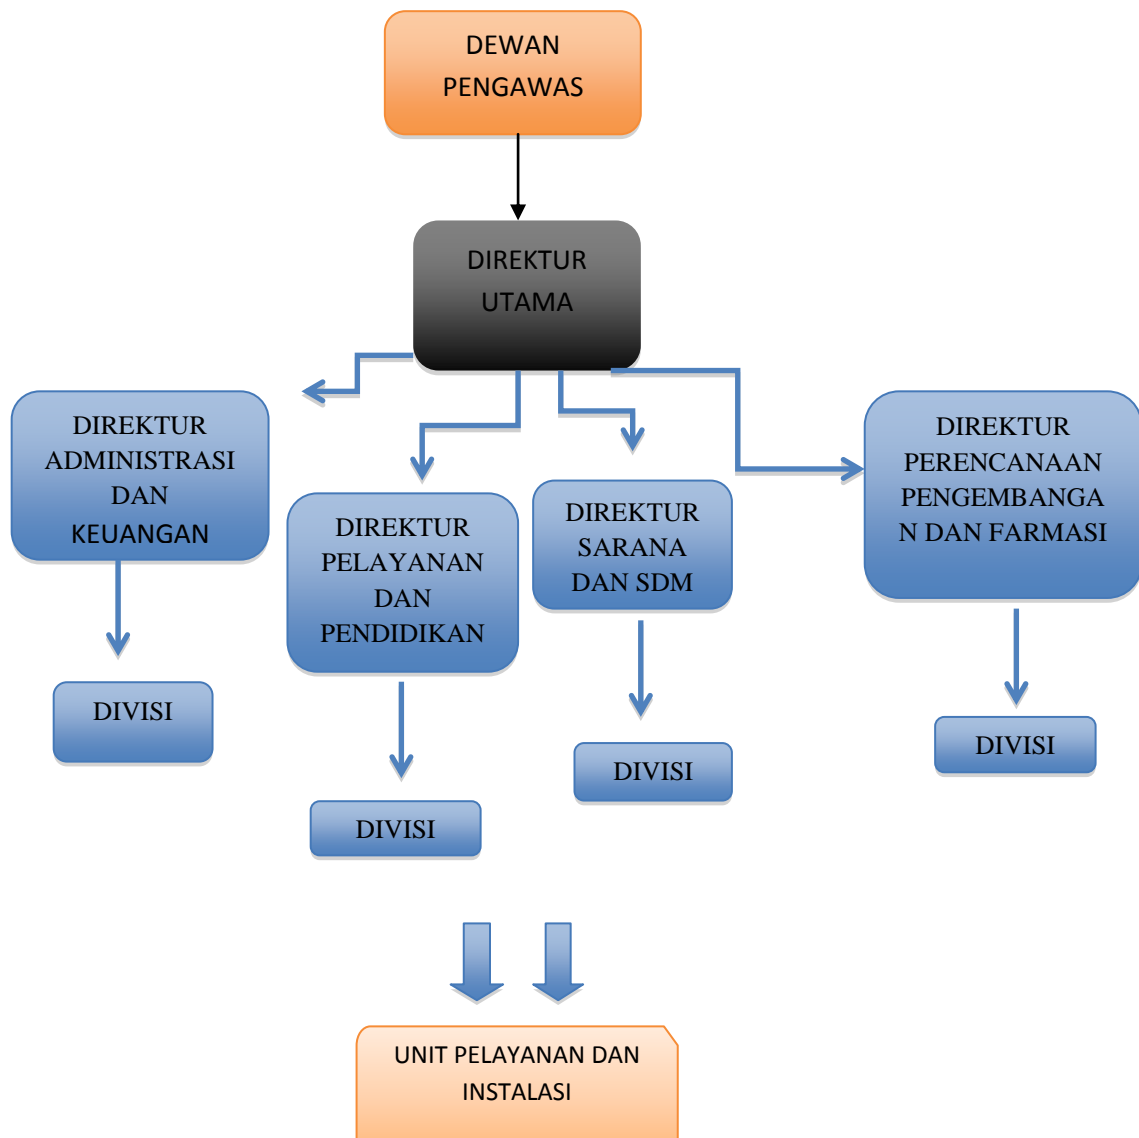 DEWAN
PENGAWAS
DIREKTUR
UTAMA
DIREKTUR
ADMINISTRASI
DAN
KEUANGAN
DIREKTUR
PELAYANAN
DAN
PENDIDIKAN
DIREKTUR
SARANA
DAN SDM
DIREKTUR
PERENCANAAN
PENGEMBANGA
N DAN FARMASI
DIVISI
DIVISI
DIVISI
DIVISI
UNIT PELAYANAN DAN
INSTALASI